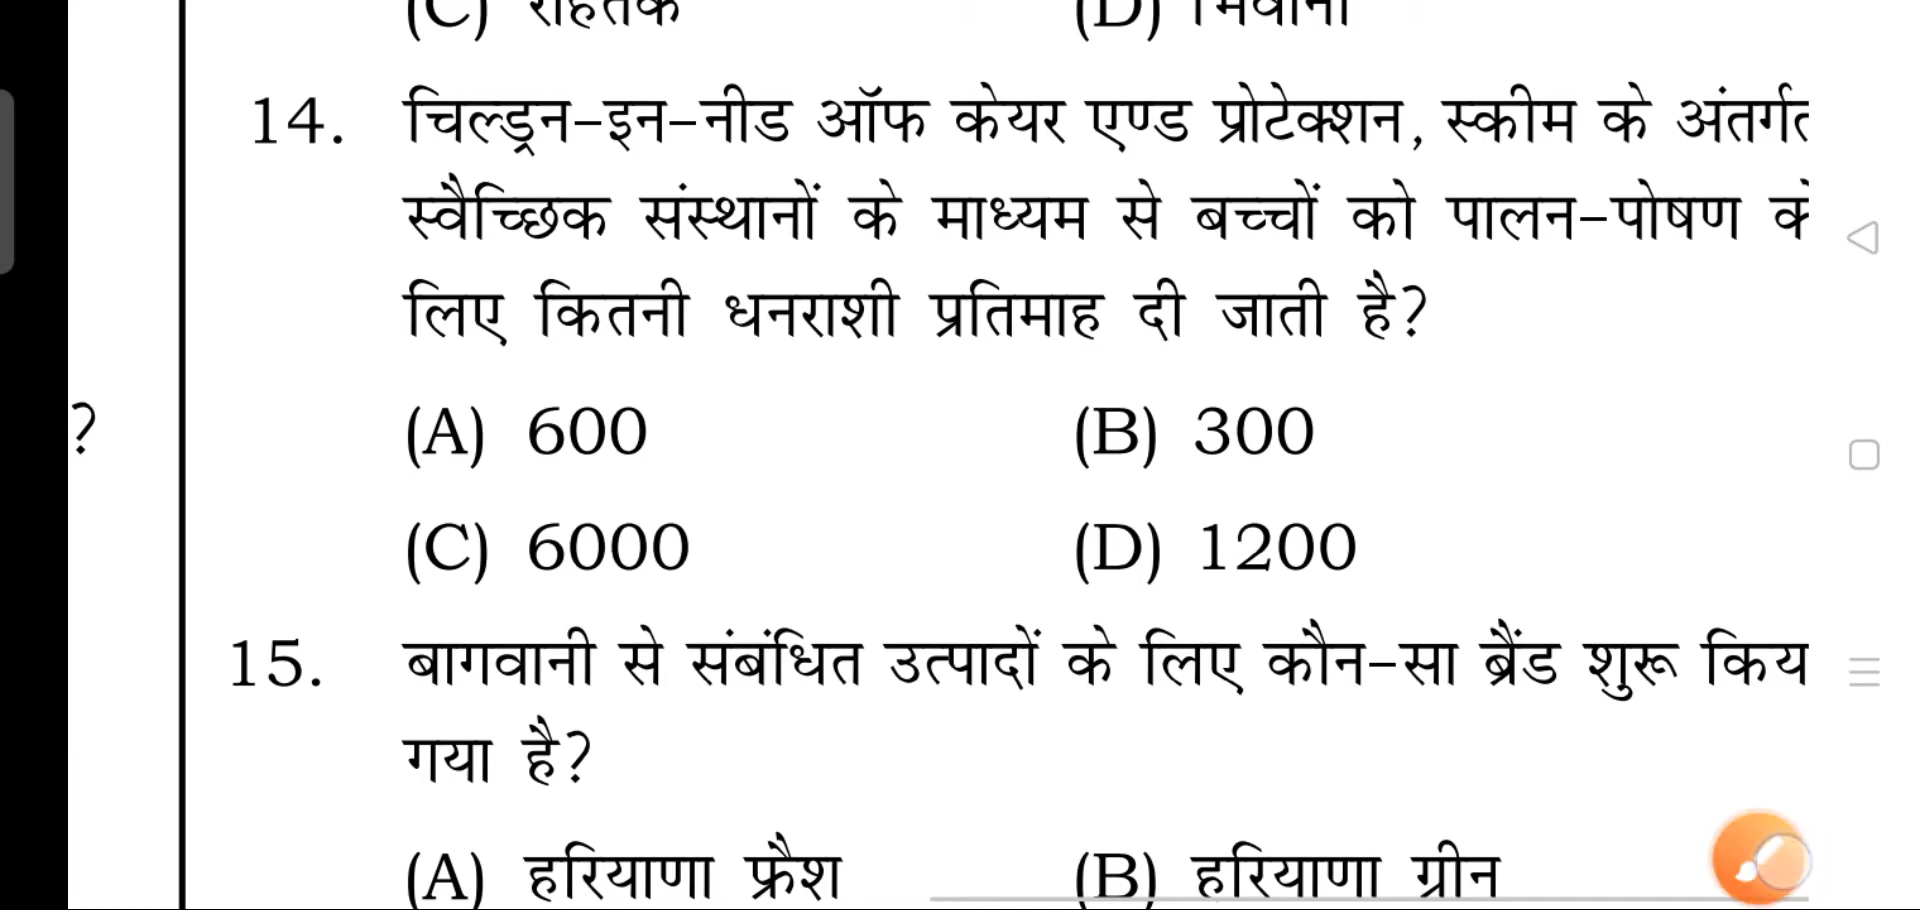 (C) रोहतक (D) भिवानी
14. चिल्ड्रन-इन-नीड ऑफ केयर एण्ड प्रोटेक्शन, स्कीम के अंतर्गत
स्वैच्छिक संस्थानों के माध्यम से बच्चों को पालन-पोषण के
लिए कितनी धनराशी प्रतिमाह दी जाती है?
?
(A) 600 (B) 300
(C) 6000 (D) 1200
15. बागवानी से संबंधित उत्पादों के लिए कौन-सा ब्रैंड शुरू किय
गया है?
(A) हरियाणा फ्रैश (B) हरियाणा ग्रीन